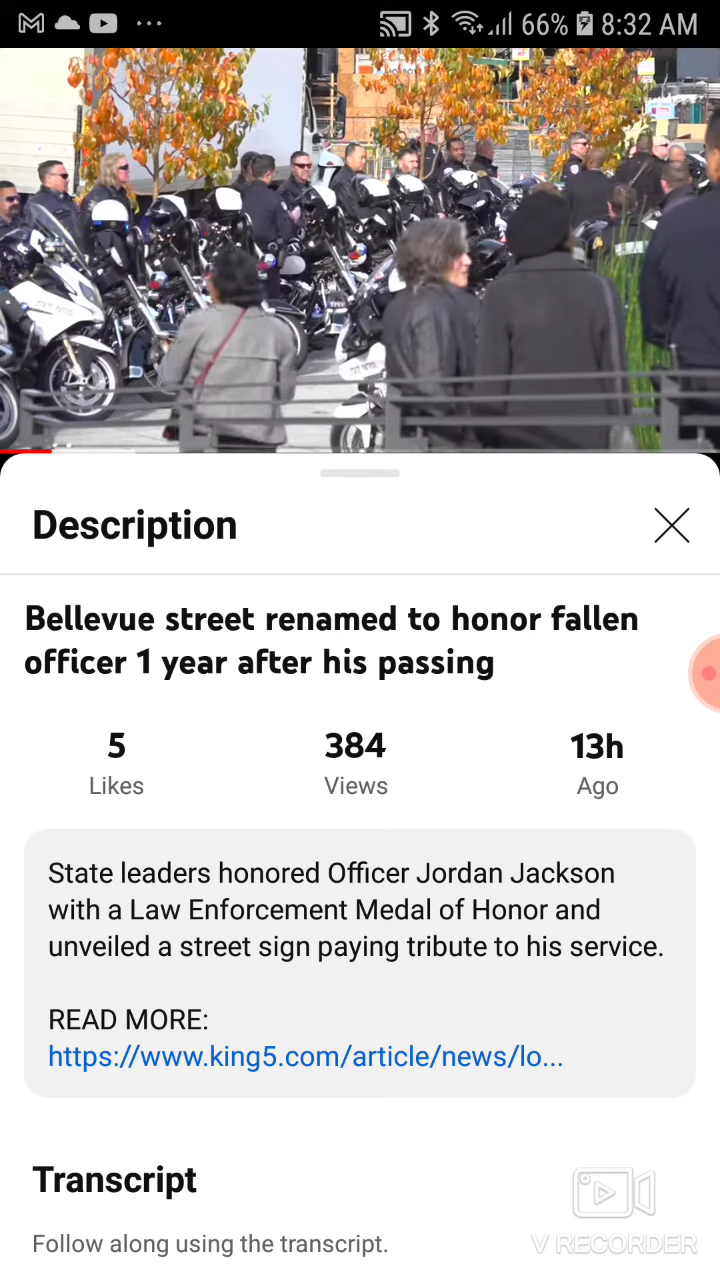 66% 8:32 AM
STATE PATROL
Description
Bellevue street renamed to honor fallen
officer 1 year after his passing
5 384 13h
Likes Views Ago
State leaders honored Officer Jordan Jackson
with a Law Enforcement Medal of Honor and
unveiled a street sign paying tribute to his service.
READ MORE:
https://www.king5.com/article/news/lo...
Transcript
Follow along using the transcript.
V RECORDER